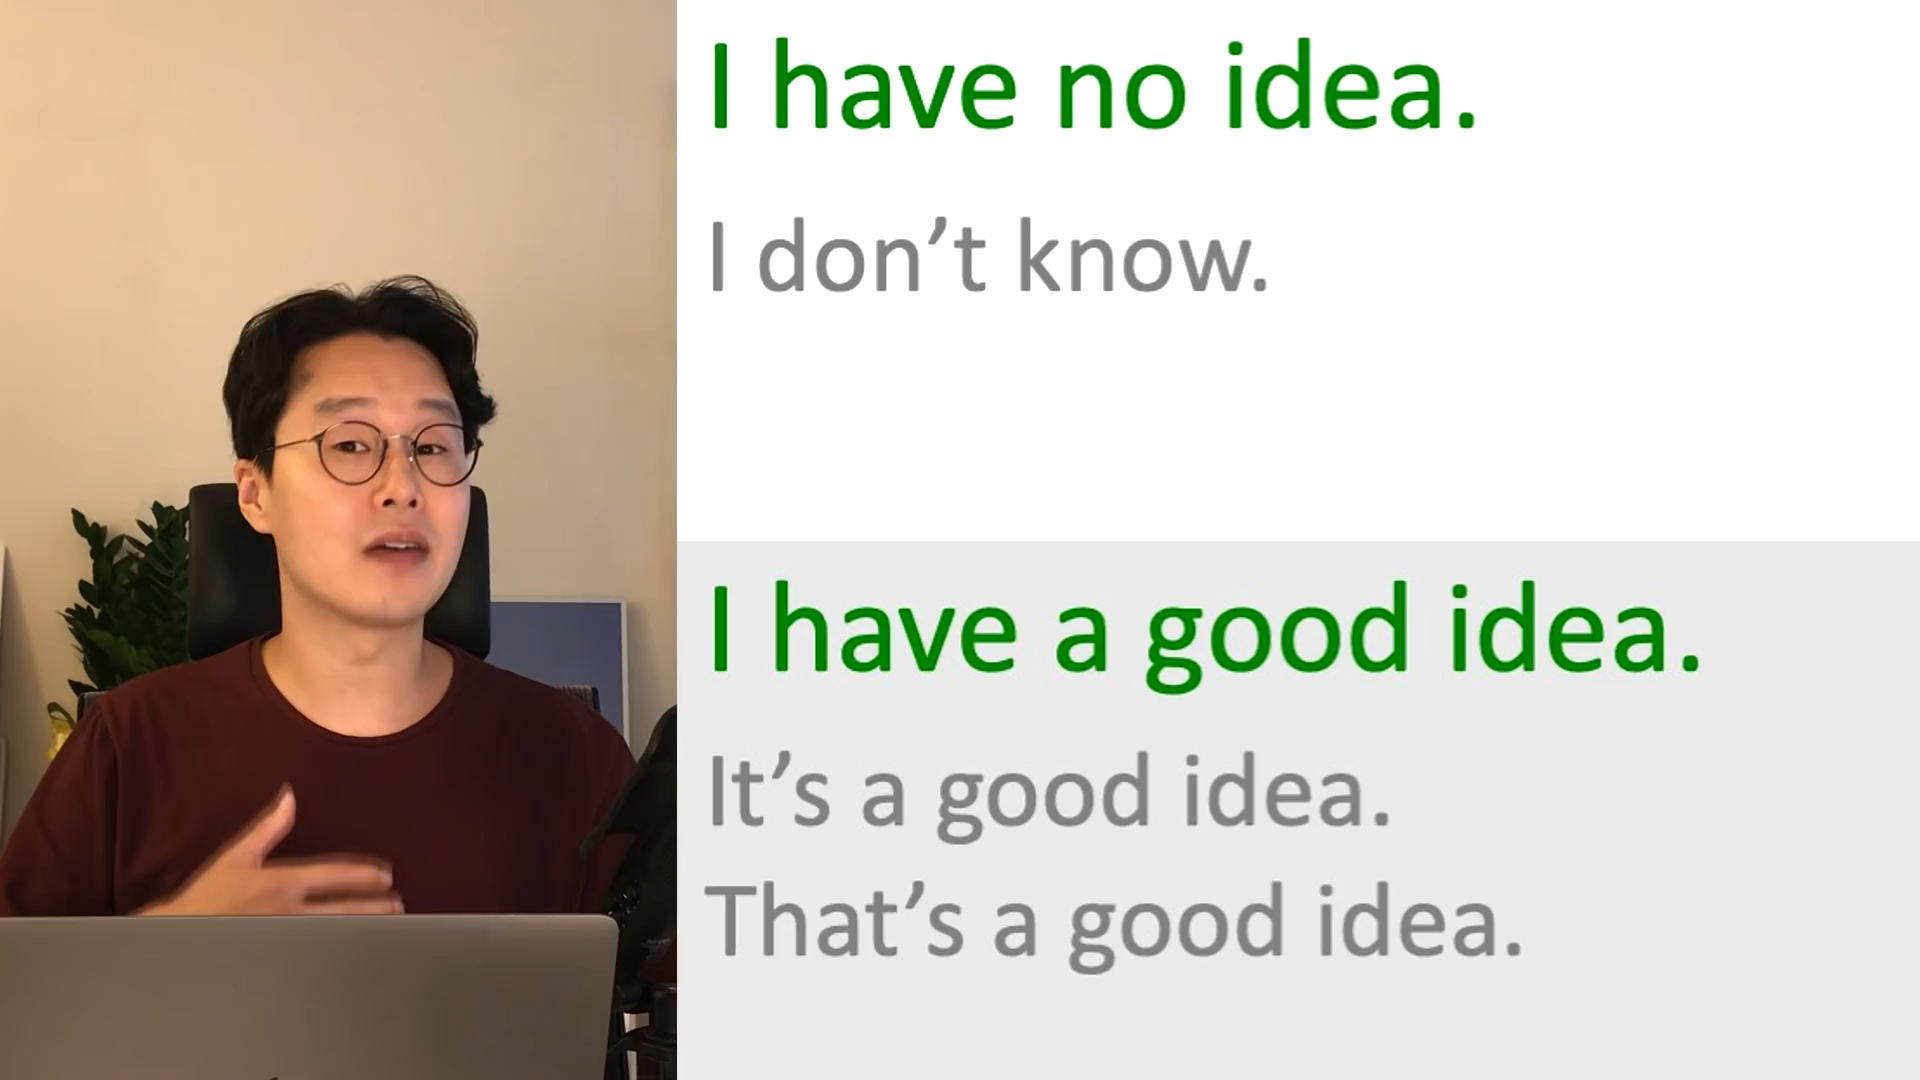 I have no idea.
I don’t know.
I have a good idea.
It’s a good idea.
That’s a good idea.